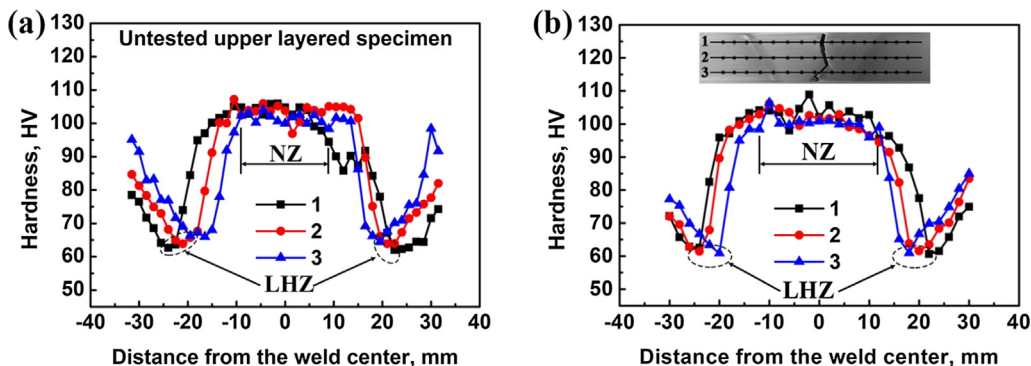 (a)
Untested upper layered specimen
Hardness, HV
130
120
110
100
90
80
70
60
50
NZ
1
2
3
LHZ
-40 -30 -20 -10 0 10 20 30 40
Distance from the weld center, mm
(b)
1
2
3
Hardness, HV
130
120
110
100
90
80
70
60
50
NZ
1
2
3
LHZ
-40 -30 -20 -10 0 10 20 30 40
Distance from the weld center, mm